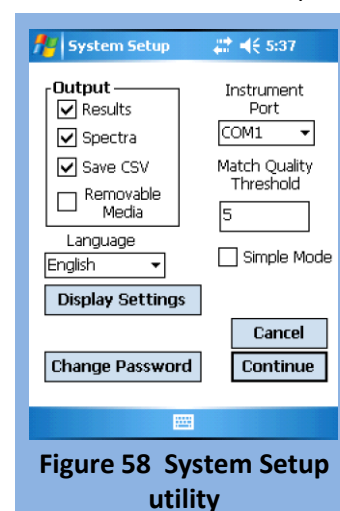 System Setup 5:37
Output
Results
Spectra
Save CSV
Removable
Media
Language
English
Display Settings
Change Password
Instrument
Port
COM1
Match Quality
Threshold
5
Simple Mode
Cancel
Continue
Figure 58 System Setup
utility